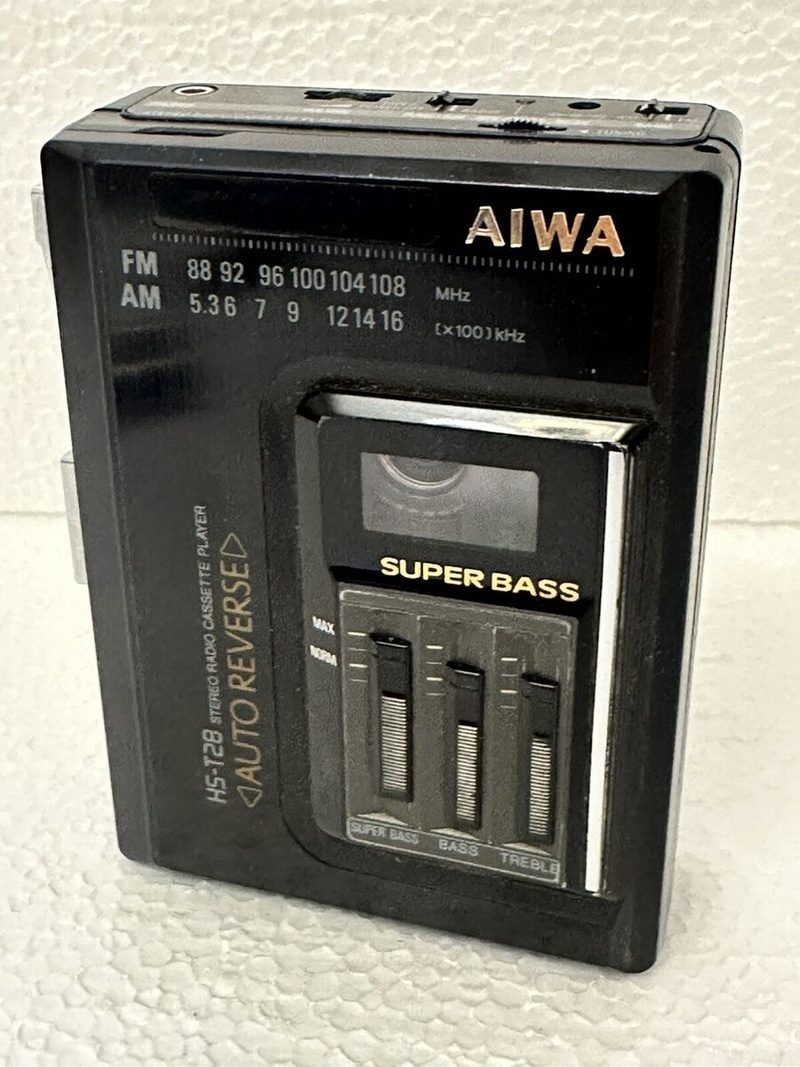 AIWA
FM 88 92 96 100 104 108 MHz
AM 5.3 6 7 9 12 14 16 (×100) kHz
SUPER BASS
MAX
NORM
SUPER BASS BASS TREBLE
HS-T28 STEREO RADIO CASSETTE PLAYER
◁AUTO REVERSE▷